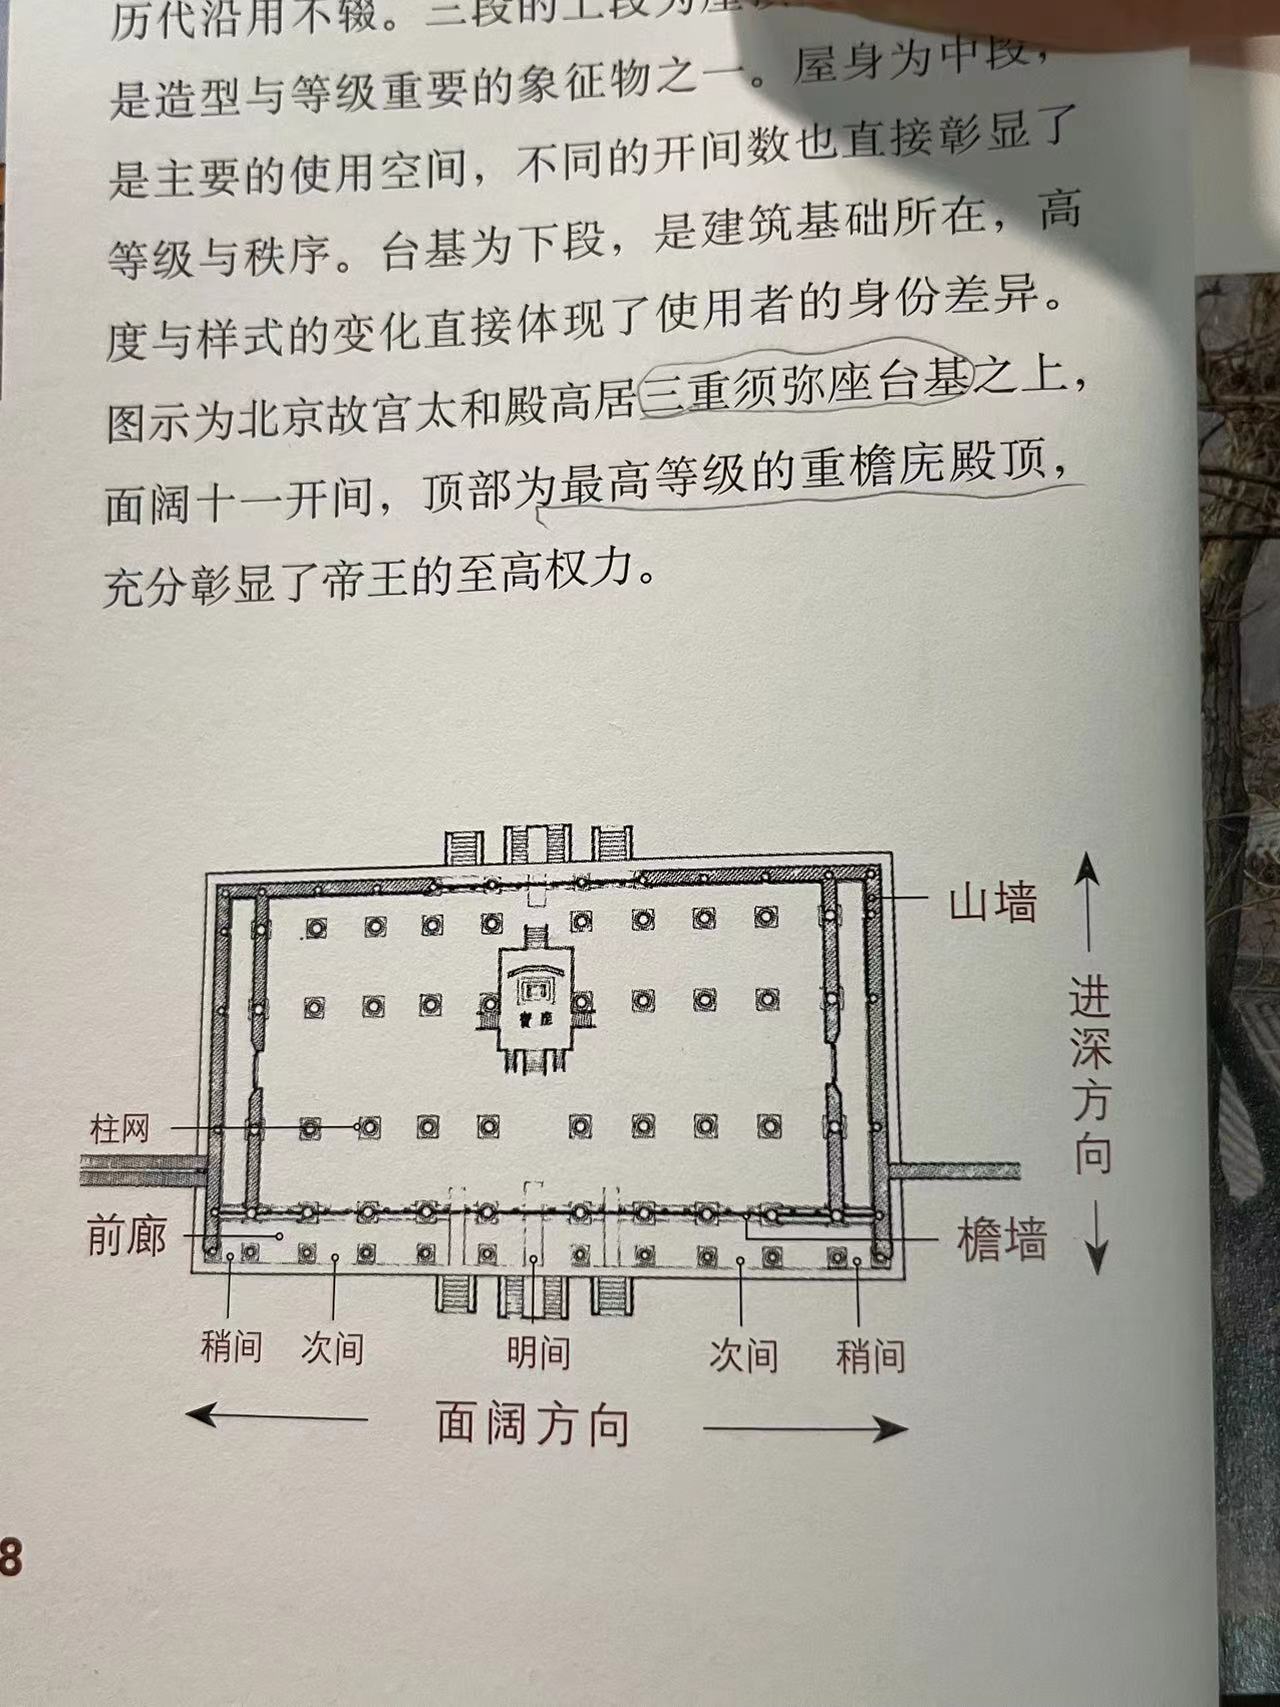 历代沿用不辍。三段的上段为屋顶
是造型与等级重要的象征物之一。屋身为中段，
是主要的使用空间，不同的开间数也直接彰显了
等级与秩序。台基为下段，是建筑基础所在，高
度与样式的变化直接体现了使用者的身份差异。
图示为北京故宫太和殿高居三重须弥座台基之上，
面阔十一开间，顶部为最高等级的重檐庑殿顶，
充分彰显了帝王的至高权力。
山墙
进深方向
寶座
柱网
前廊
檐墙
稍间 次间 明间 次间 稍间
面阔方向
8